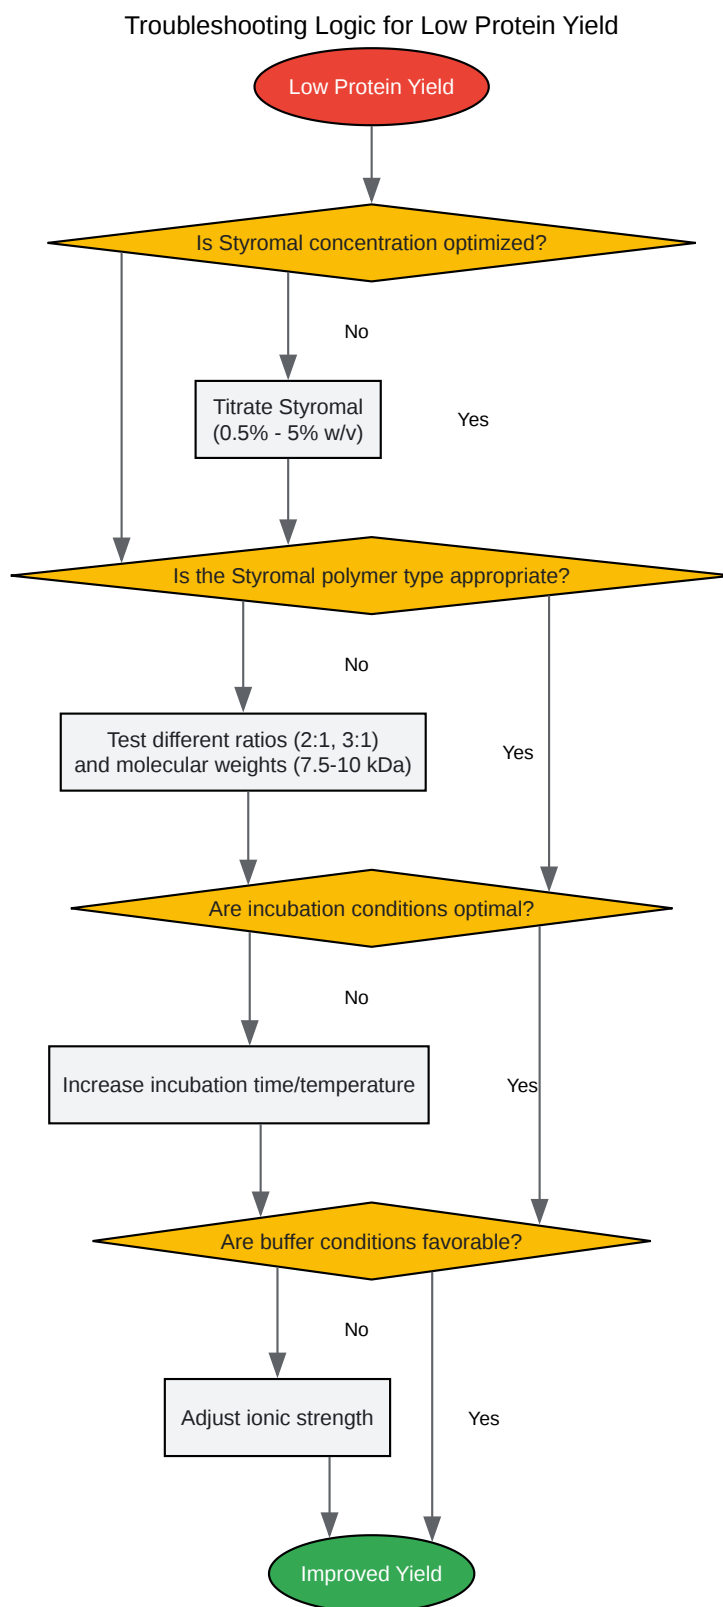 Troubleshooting Logic for Low Protein Yield
Low Protein Yield
Is Styromal concentration optimized?
No
Titrate Styromal
(0.5% - 5% w/v)
Yes
Is the Styromal polymer type appropriate?
No
Test different ratios (2:1, 3:1)
and molecular weights (7.5-10 kDa)
Yes
Are incubation conditions optimal?
No
Increase incubation time/temperature
Yes
Are buffer conditions favorable?
No
Adjust ionic strength
Yes
Improved Yield